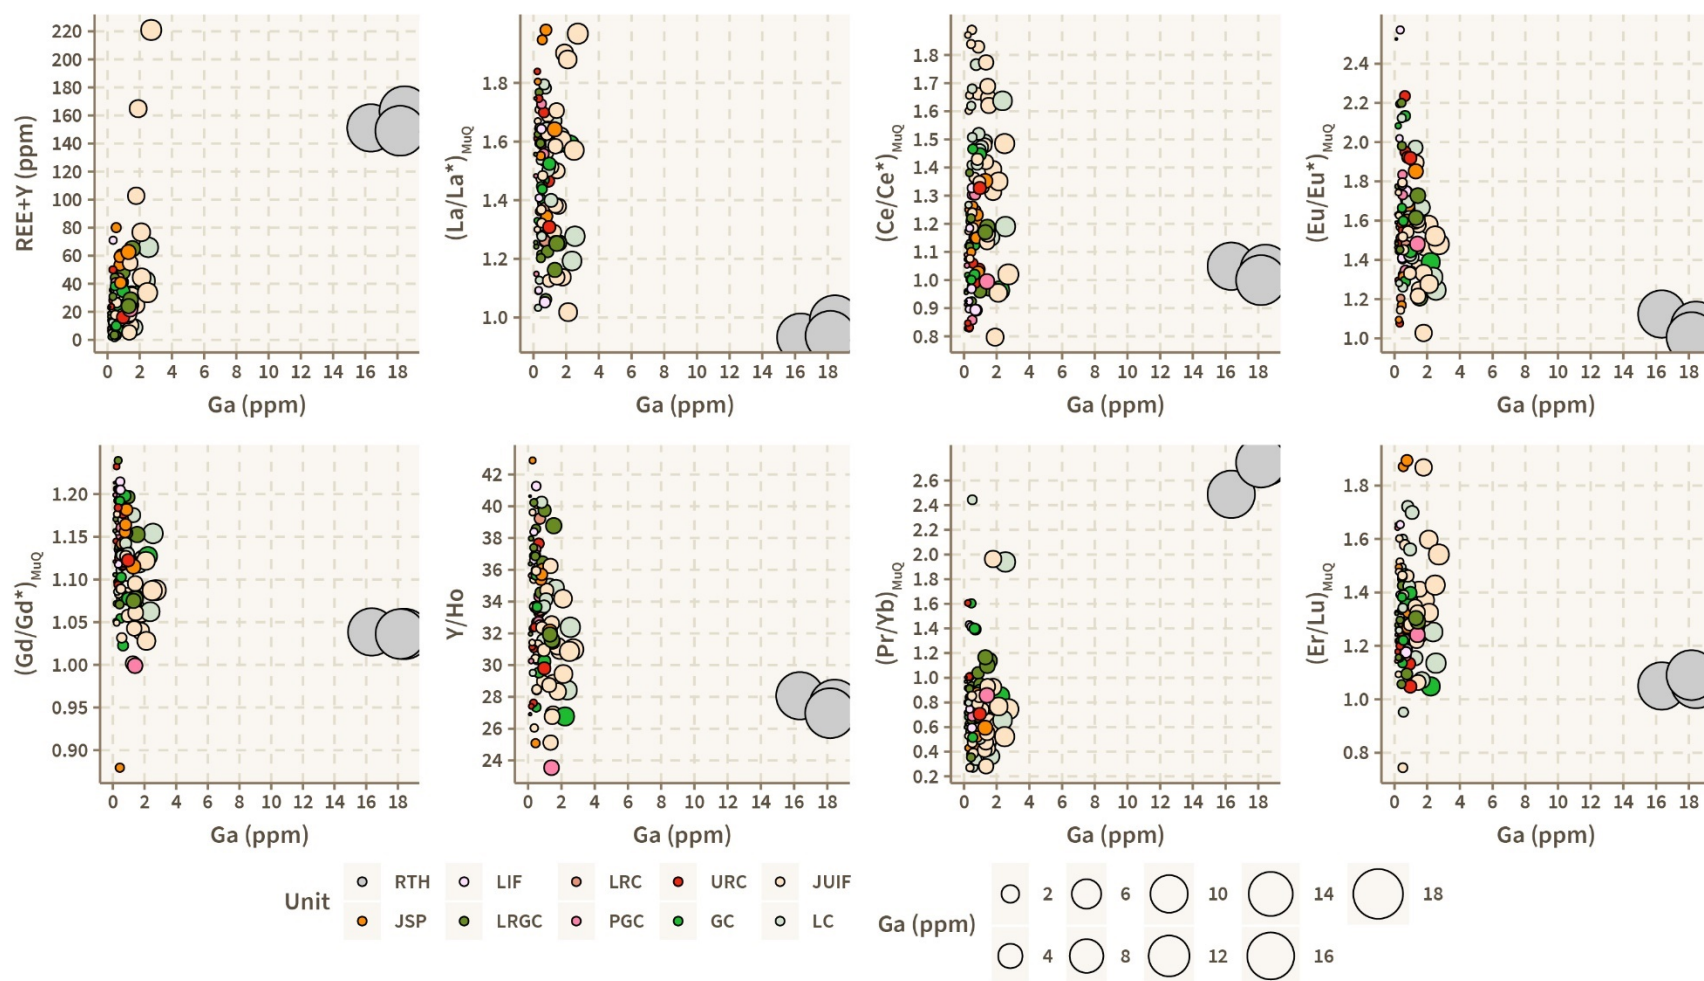 REE+Y (ppm)
220
200
180
160
140
120
100
80
60
40
20
0
0 2 4 6 8 10 12 14 16 18
Ga (ppm)
(La/La*)MuQ
1.8
1.6
1.4
1.2
1.0
0 2 4 6 8 10 12 14 16 18
Ga (ppm)
(Ce/Ce*)MuQ
1.8
1.7
1.6
1.5
1.4
1.3
1.2
1.1
1.0
0.9
0.8
0 2 4 6 8 10 12 14 16 18
Ga (ppm)
(Eu/Eu*)MuQ
2.4
2.2
2.0
1.8
1.6
1.4
1.2
1.0
0 2 4 6 8 10 12 14 16 18
Ga (ppm)
(Gd/Gd*)MuQ
1.20
1.15
1.10
1.05
1.00
0.95
0.90
0 2 4 6 8 10 12 14 16 18
Ga (ppm)
Y/Ho
42
40
38
36
34
32
30
28
26
24
0 2 4 6 8 10 12 14 16 18
Ga (ppm)
(Pr/Yb)MuQ
2.6
2.4
2.2
2.0
1.8
1.6
1.4
1.2
1.0
0.8
0.6
0.4
0.2
0 2 4 6 8 10 12 14 16 18
Ga (ppm)
(Er/Lu)MuQ
1.8
1.6
1.4
1.2
1.0
0.8
0 2 4 6 8 10 12 14 16 18
Ga (ppm)
Unit
RTH LIF LRC URC JUIF
JSP LRGC PGC GC LC
Ga (ppm)
2 6 10 14 18
4 8 12 16